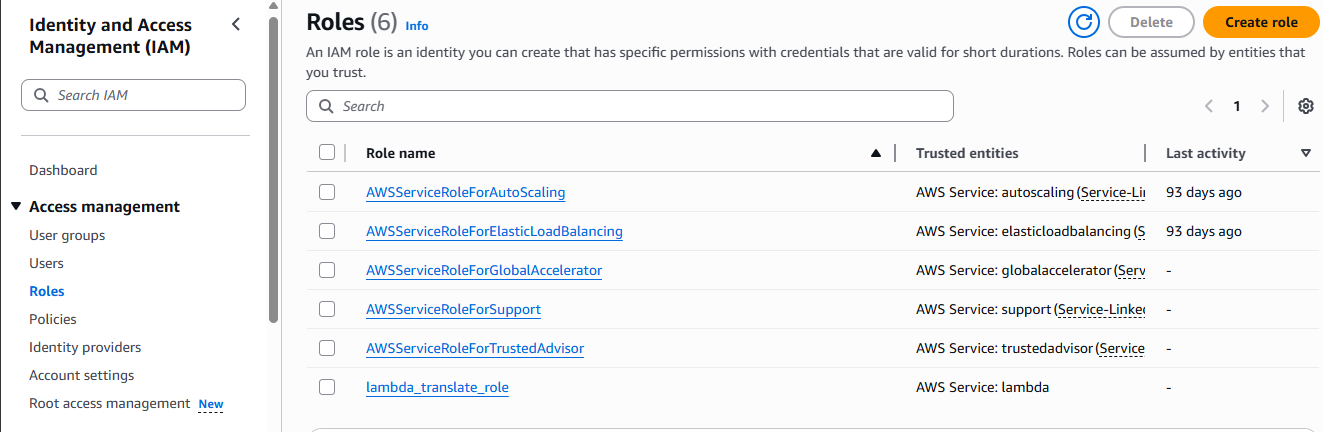 Identity and Access
Management (IAM)
Search IAM
Dashboard
Access management
User groups
Users
Roles
Policies
Identity providers
Account settings
Root access management New
Roles (6) Info
Delete
Create role
An IAM role is an identity you can create that has specific permissions with credentials that are valid for short durations. Roles can be assumed by entities that
you trust.
Search
1
Role name Trusted entities Last activity
AWSServiceRoleForAutoScaling AWS Service: autoscaling (Service-Li 93 days ago
AWSServiceRoleForElasticLoadBalancing AWS Service: elasticloadbalancing (S 93 days ago
AWSServiceRoleForGlobalAccelerator AWS Service: globalaccelerator (Serv -
AWSServiceRoleForSupport AWS Service: support (Service-Linked -
AWSServiceRoleForTrustedAdvisor AWS Service: trustedadvisor (Service -
lambda_translate_role AWS Service: lambda -